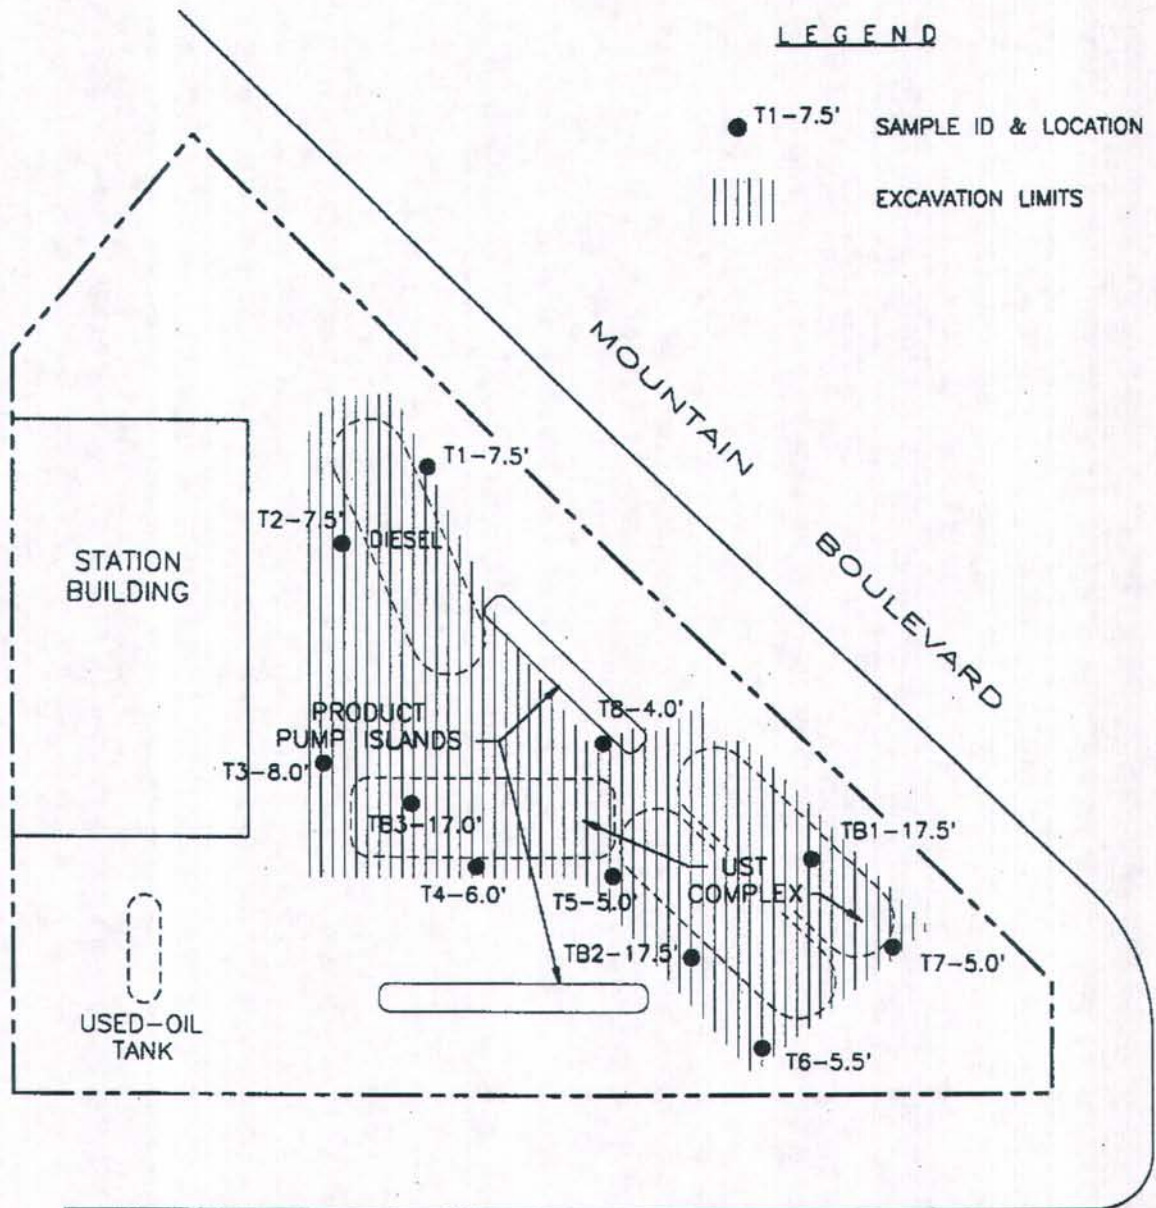 LEGEND
T1-7.5' SAMPLE ID & LOCATION
EXCAVATION LIMITS
MOUNTAIN
BOULEVARD
T1-7.5'
T2-7.5'
DIESEL
STATION
BUILDING
T8-4.0'
PRODUCT
PUMP ISLANDS
T3-8.0'
TB3-17.0'
TB1-17.5'
UST
COMPLEX
T4-6.0'
T5-5.0'
TB2-17.5'
T7-5.0'
USED-OIL
TANK
T6-5.5'